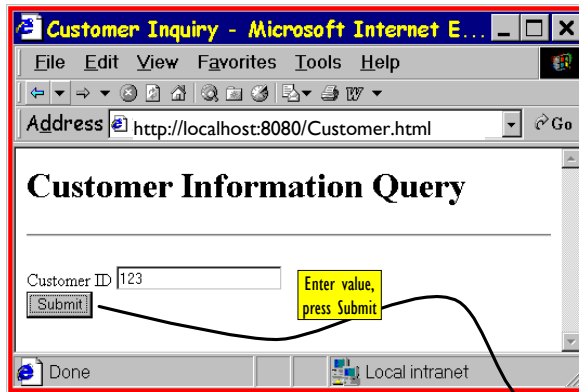 Customer Inquiry - Microsoft Internet E...
File Edit View Favorites Tools Help
Address http://localhost:8080/Customer.html Go
Customer Information Query
Customer ID 123
Submit
Enter value,
press Submit
Done Local intranet